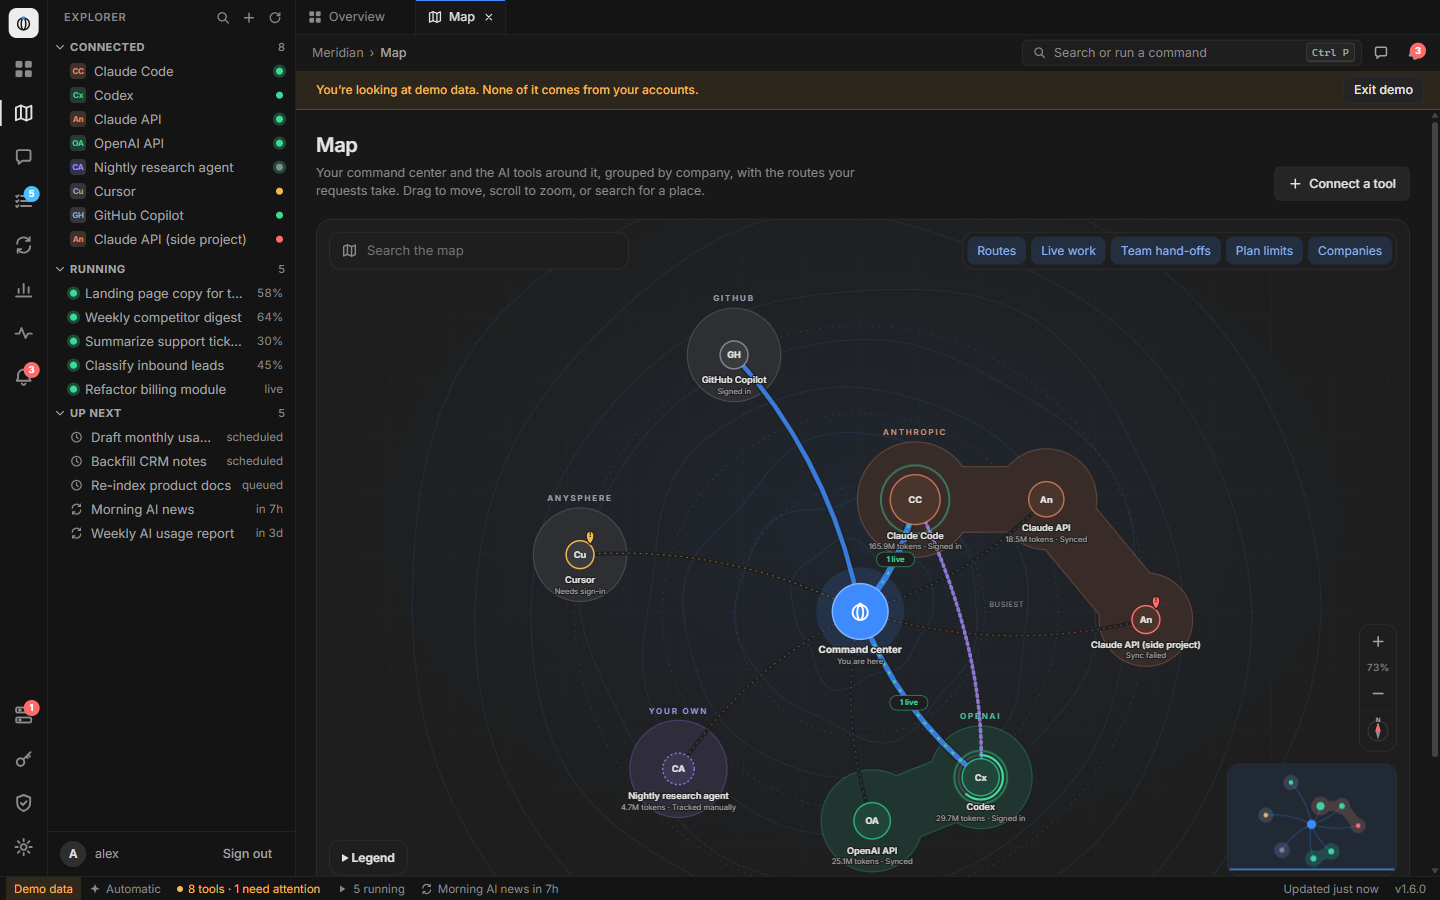 EXPLORER
CONNECTED 8
CC Claude Code
Cx Codex
An Claude API
OA OpenAI API
CA Nightly research agent
Cu Cursor
GH GitHub Copilot
An Claude API (side project)
RUNNING 5
Landing page copy for t... 58%
Weekly competitor digest 64%
Summarize support tick... 30%
Classify inbound leads 45%
Refactor billing module live
UP NEXT 5
Draft monthly usa... scheduled
Backfill CRM notes scheduled
Re-index product docs queued
Morning AI news in 7h
Weekly AI usage report in 3d
5
3
1
A alex Sign out
Overview
Map ×
Meridian › Map
Search or run a command Ctrl P
3
You're looking at demo data. None of it comes from your accounts.
Exit demo
Map
Your command center and the AI tools around it, grouped by company, with the routes your
requests take. Drag to move, scroll to zoom, or search for a place.
+ Connect a tool
Search the map
Routes Live work Team hand-offs Plan limits Companies
GITHUB
GH
GitHub Copilot
Signed in
ANTHROPIC
CC
Claude Code
165.9M tokens · Signed in
1 live
An
Claude API
18.5M tokens · Synced
ANYSPHERE
Cu
Cursor
Needs sign-in
BUSIEST
An
Claude API (side project)
Sync failed
Command center
You are here
1 live
YOUR OWN
CA
Nightly research agent
4.7M tokens · Tracked manually
OPENAI
Cx
Codex
29.7M tokens · Signed in
OA
OpenAI API
25.1M tokens · Synced
+
73%
−
N
Legend
Demo data Automatic 8 tools · 1 need attention 5 running Morning AI news in 7h
Updated just now v1.6.0